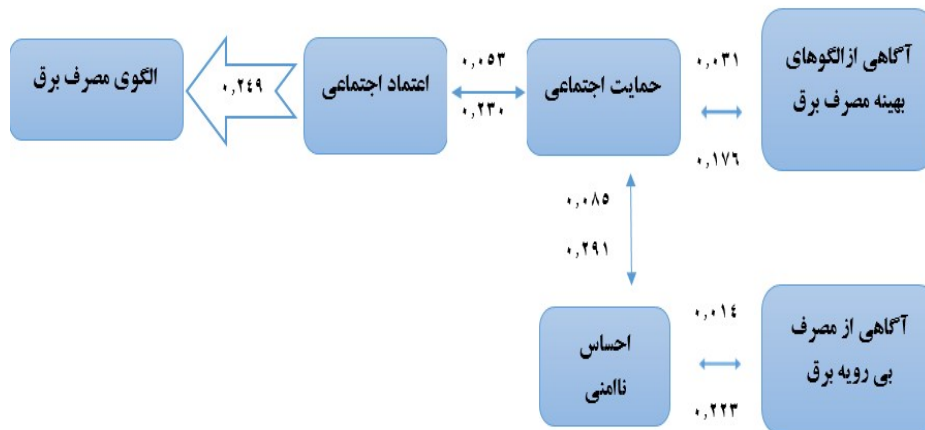 آگاهی ازالگوهای
بهینه مصرف برق
۰,۰۳۱
۰,۱۷۶
حمایت اجتماعی
۰,۰۵۳
۰,۲۳۰
اعتماد اجتماعی
۰,۲۴۹
الگوی مصرف برق
۰,۰۸۵
۰,۲۹۱
آگاهی از مصرف
بی رویه برق
۰,۰۱۴
۰,۲۲۳
احساس
ناامنی